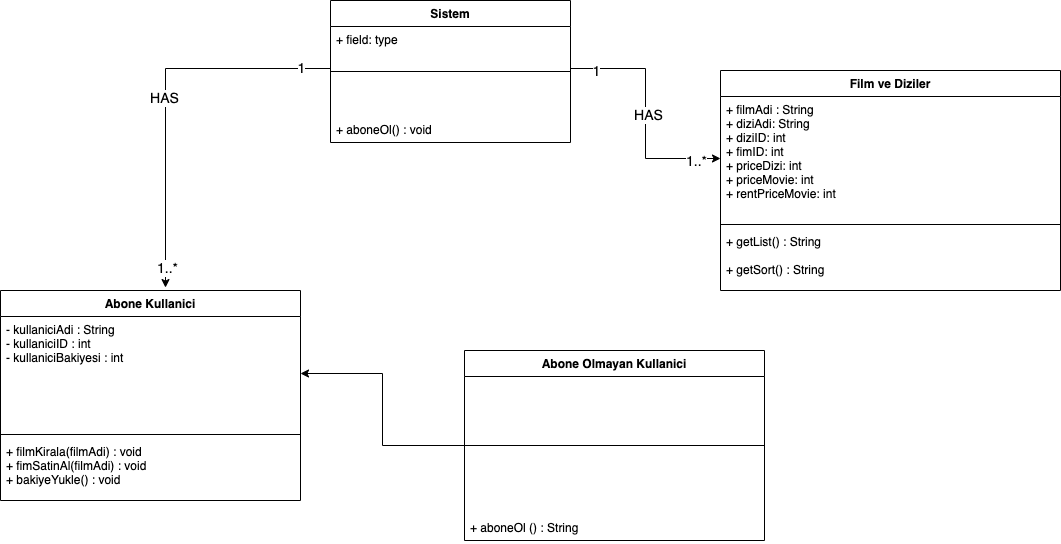 Sistem
+ field: type
+ aboneOl() : void
1
1
HAS
HAS
1..*
1..*
Film ve Diziler
+ filmAdi : String
+ diziAdi: String
+ diziID: int
+ fimID: int
+ priceDizi: int
+ priceMovie: int
+ rentPriceMovie: int
+ getList() : String
+ getSort() : String
Abone Kullanici
- kullaniciAdi : String
- kullaniciID : int
- kullaniciBakiyesi : int
+ filmKirala(filmAdi) : void
+ fimSatinAl(filmAdi) : void
+ bakiyeYukle() : void
Abone Olmayan Kullanici
+ aboneOl () : String